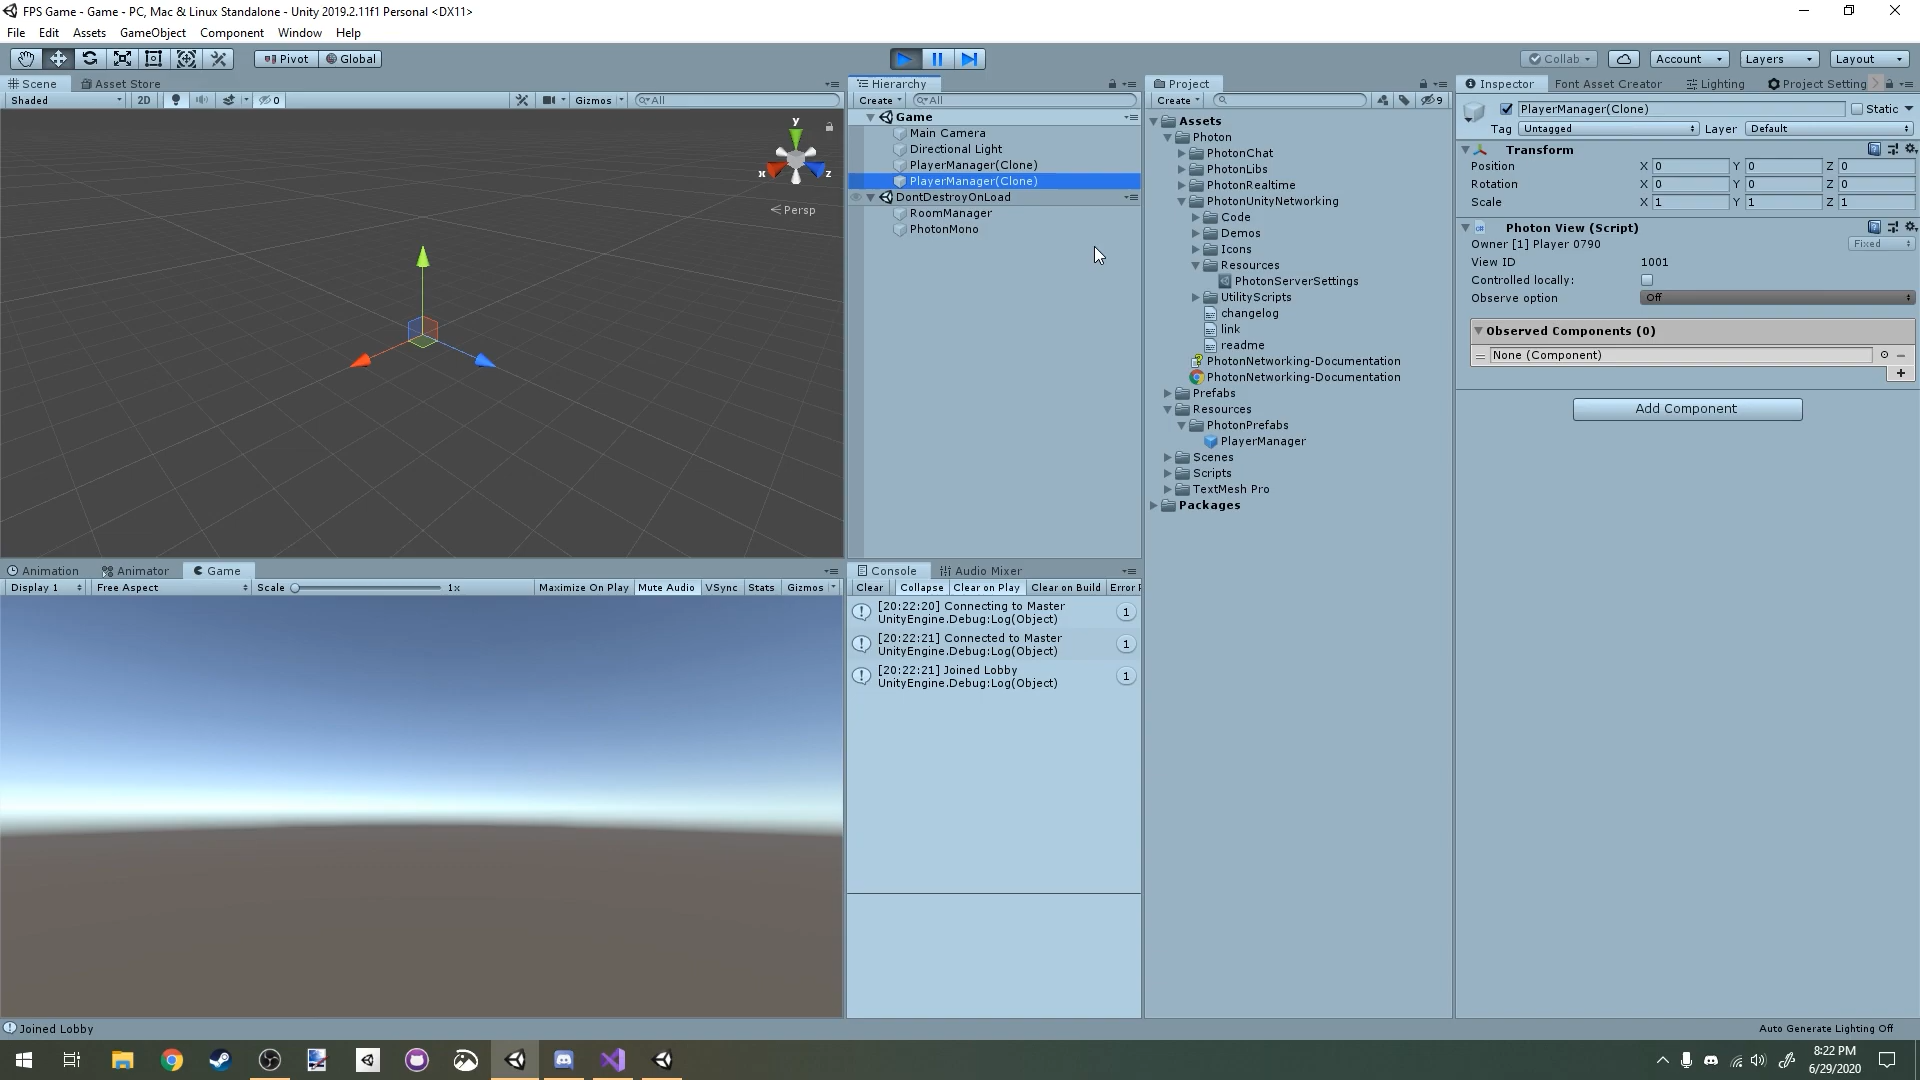 FPS Game - Game - PC, Mac & Linux Standalone - Unity 2019.2.11f1 Personal <DX11>
File Edit Assets GameObject Component Window Help
Pivot Global Collab Account Layers Layout
Scene Asset Store
Shaded 2D 0 Gizmos All
y
x z
Persp
Hierarchy
Create All
Game
Main Camera
Directional Light
PlayerManager(Clone)
PlayerManager(Clone)
DontDestroyOnLoad
RoomManager
PhotonMono
Project
Create 9
Assets
Photon
PhotonChat
PhotonLibs
PhotonRealtime
PhotonUnityNetworking
Code
Demos
Icons
Resources
PhotonServerSettings
UtilityScripts
changelog
link
readme
PhotonNetworking-Documentation
PhotonNetworking-Documentation
Prefabs
Resources
PhotonPrefabs
PlayerManager
Scenes
Scripts
TextMesh Pro
Packages
Inspector Font Asset Creator Lighting Project Setting
PlayerManager(Clone) Static
Tag Untagged Layer Default
Transform
Position X 0 Y 0 Z 0
Rotation X 0 Y 0 Z 0
Scale X 1 Y 1 Z 1
Photon View (Script)
Owner [1] Player 0790 Fixed
View ID 1001
Controlled locally:
Observe option Off
Observed Components (0)
None (Component)
Add Component
Animation Animator Game
Display 1 Free Aspect Scale 1x Maximize On Play Mute Audio VSync Stats Gizmos
Console Audio Mixer
Clear Collapse Clear on Play Clear on Build Error
[20:22:20] Connecting to Master
UnityEngine.Debug:Log(Object)
1
[20:22:21] Connected to Master
UnityEngine.Debug:Log(Object)
1
[20:22:21] Joined Lobby
UnityEngine.Debug:Log(Object)
1
Joined Lobby
Auto Generate Lighting Off
8:22 PM
6/29/2020